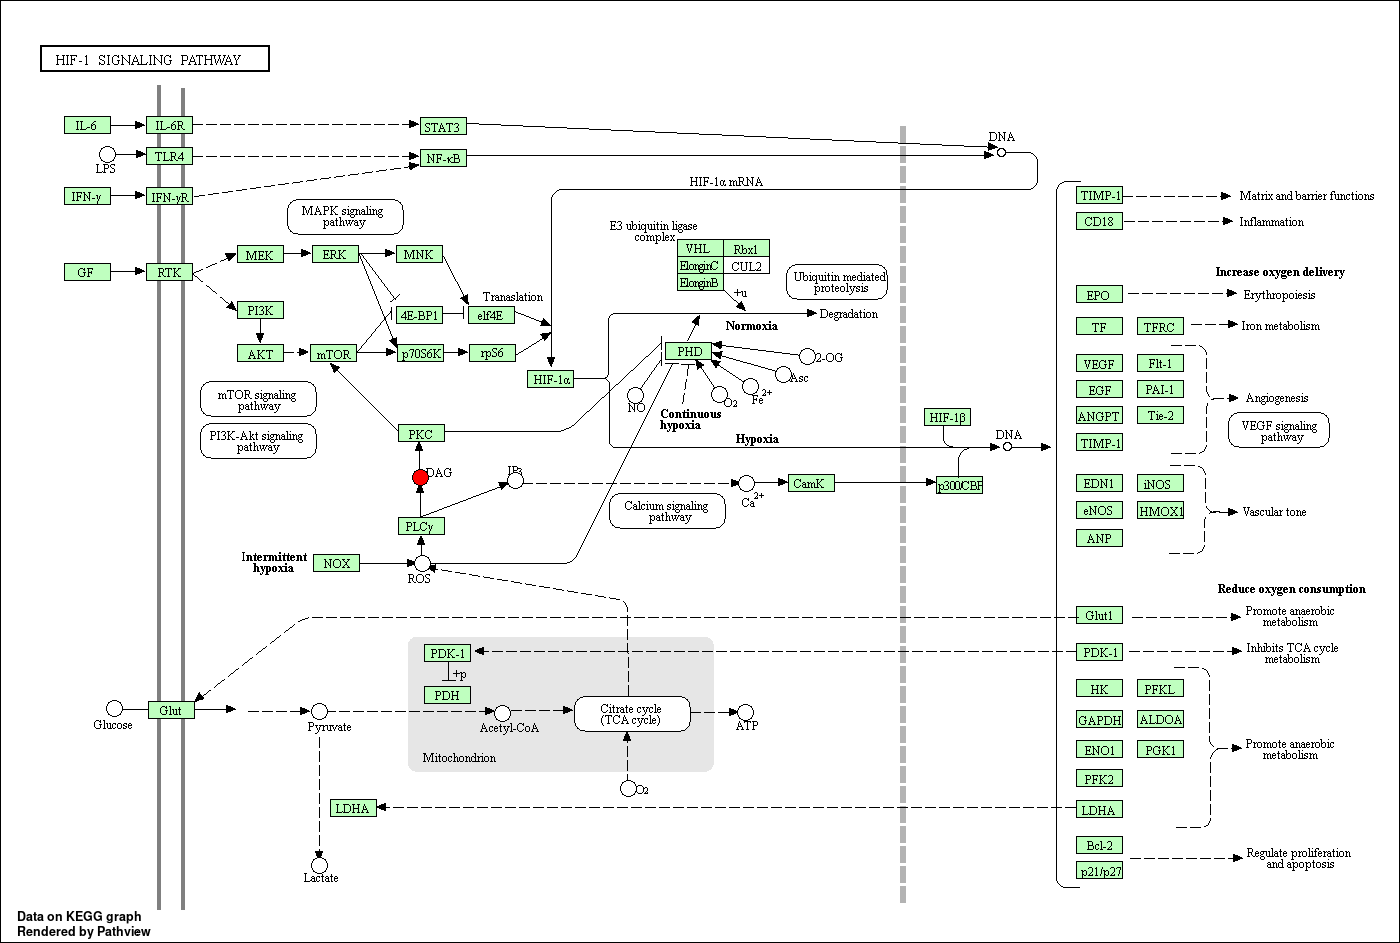 HIF-1 SIGNALING PATHWAY
IL-6
IL-6R
STAT3
LPS
TLR4
NF-κB
DNA
IFN-γ
IFN-γR
HIF-1α mRNA
MAPK signaling
pathway
GF
RTK
MEK
ERK
MNK
PI3K
4E-BP1
eIf4E
Translation
AKT
mTOR
p70S6K
rpS6
HIF-1α
mTOR signaling
pathway
PI3K-Akt signaling
pathway
E3 ubiquitin ligase
complex
VHL
Rbx1
ElonginC
CUL2
ElonginB
+u
Ubiquitin mediated
proteolysis
Normoxia
Degradation
PHD
2-OG
Asc
Fe2+
O2
NO
Continuous
hypoxia
Hypoxia
HIF-1β
DNA
PKC
DAG
IP3
Ca2+
CamK
p300/CBP
PLCγ
Calcium signaling
pathway
Intermittent
hypoxia
NOX
ROS
TIMP-1
Matrix and barrier functions
CD18
Inflammation
Increase oxygen delivery
EPO
Erythropoiesis
TF
TFRC
Iron metabolism
VEGF
Flt-1
EGF
PAI-1
Angiogenesis
ANGPT
Tie-2
VEGF signaling
pathway
TIMP-1
EDN1
iNOS
eNOS
HMOX1
Vascular tone
ANP
Reduce oxygen consumption
Glut1
Promote anaerobic
metabolism
PDK-1
Inhibits TCA cycle
metabolism
HK
PFKL
GAPDH
ALDOA
ENO1
PGK1
Promote anaerobic
metabolism
PFK2
LDHA
Bcl-2
p21/p27
Regulate proliferation
and apoptosis
PDK-1
+p
PDH
Glucose
Glut
Pyruvate
Acetyl-CoA
Citrate cycle
(TCA cycle)
ATP
Mitochondrion
O2
LDHA
Lactate
Data on KEGG graph
Rendered by Pathview